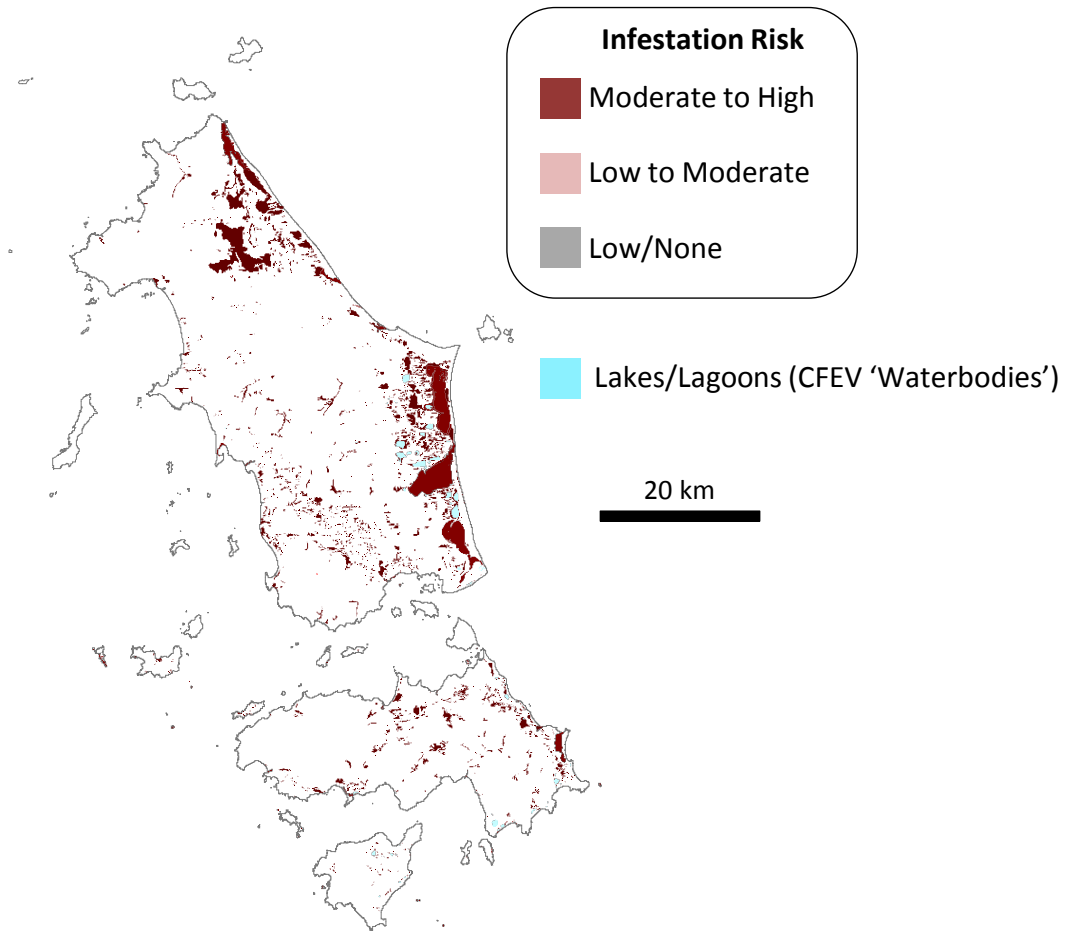 Infestation Risk
Moderate to High
Low to Moderate
Low/None
Lakes/Lagoons (CFEV ‘Waterbodies’)
20 km